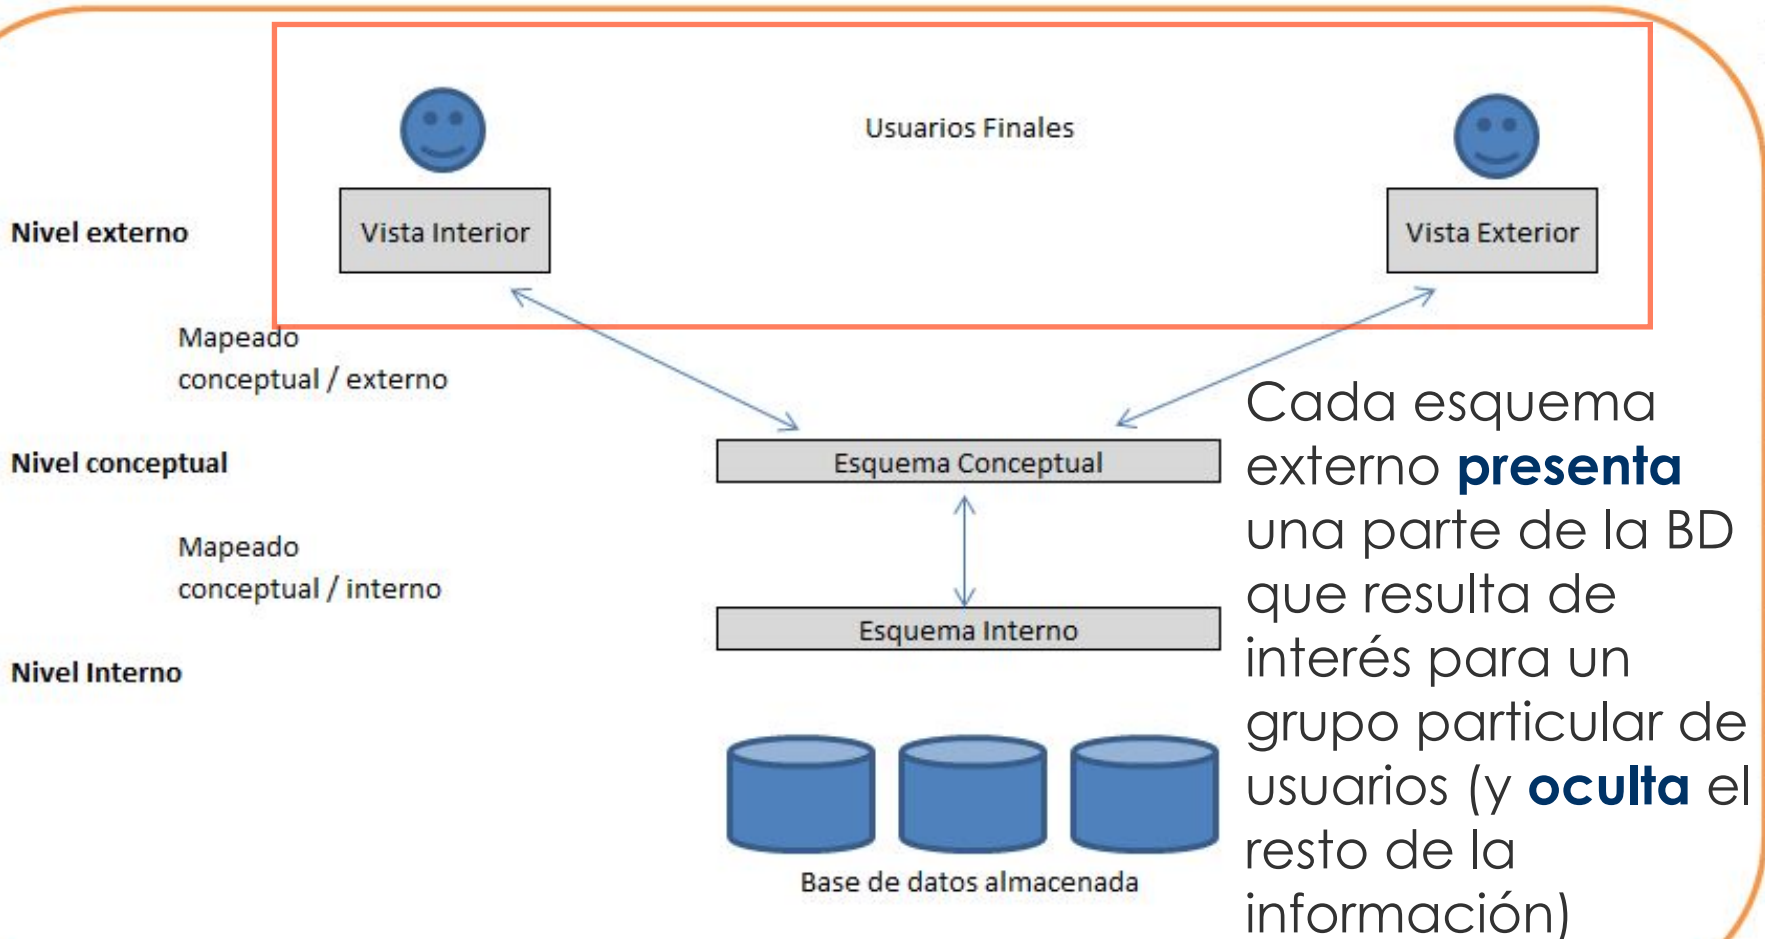 Usuarios Finales
Nivel externo
Vista Interior
Vista Exterior
Mapeado
conceptual / externo
Nivel conceptual
Esquema Conceptual
Mapeado
conceptual / interno
Esquema Interno
Nivel Interno
Base de datos almacenada
Cada esquema
externo presenta
una parte de la BD
que resulta de
interés para un
grupo particular de
usuarios (y oculta el
resto de la
información)